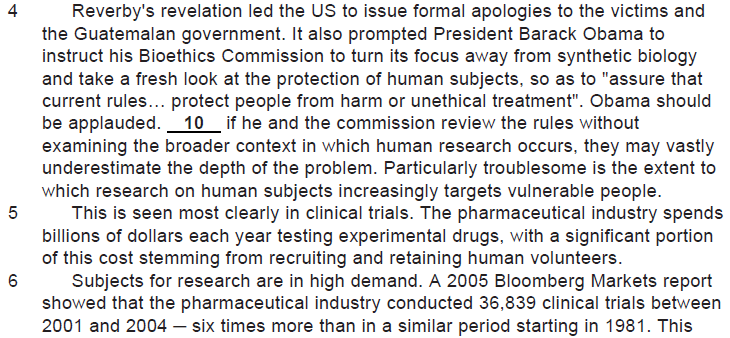 4 Reverby's revelation led the US to issue formal apologies to the victims and
the Guatemalan government. It also prompted President Barack Obama to
instruct his Bioethics Commission to turn its focus away from synthetic biology
and take a fresh look at the protection of human subjects, so as to "assure that
current rules… protect people from harm or unethical treatment". Obama should
be applauded. __10__ if he and the commission review the rules without
examining the broader context in which human research occurs, they may vastly
underestimate the depth of the problem. Particularly troublesome is the extent to
which research on human subjects increasingly targets vulnerable people.
5 This is seen most clearly in clinical trials. The pharmaceutical industry spends
billions of dollars each year testing experimental drugs, with a significant portion
of this cost stemming from recruiting and retaining human volunteers.
6 Subjects for research are in high demand. A 2005 Bloomberg Markets report
showed that the pharmaceutical industry conducted 36,839 clinical trials between
2001 and 2004 — six times more than in a similar period starting in 1981. This